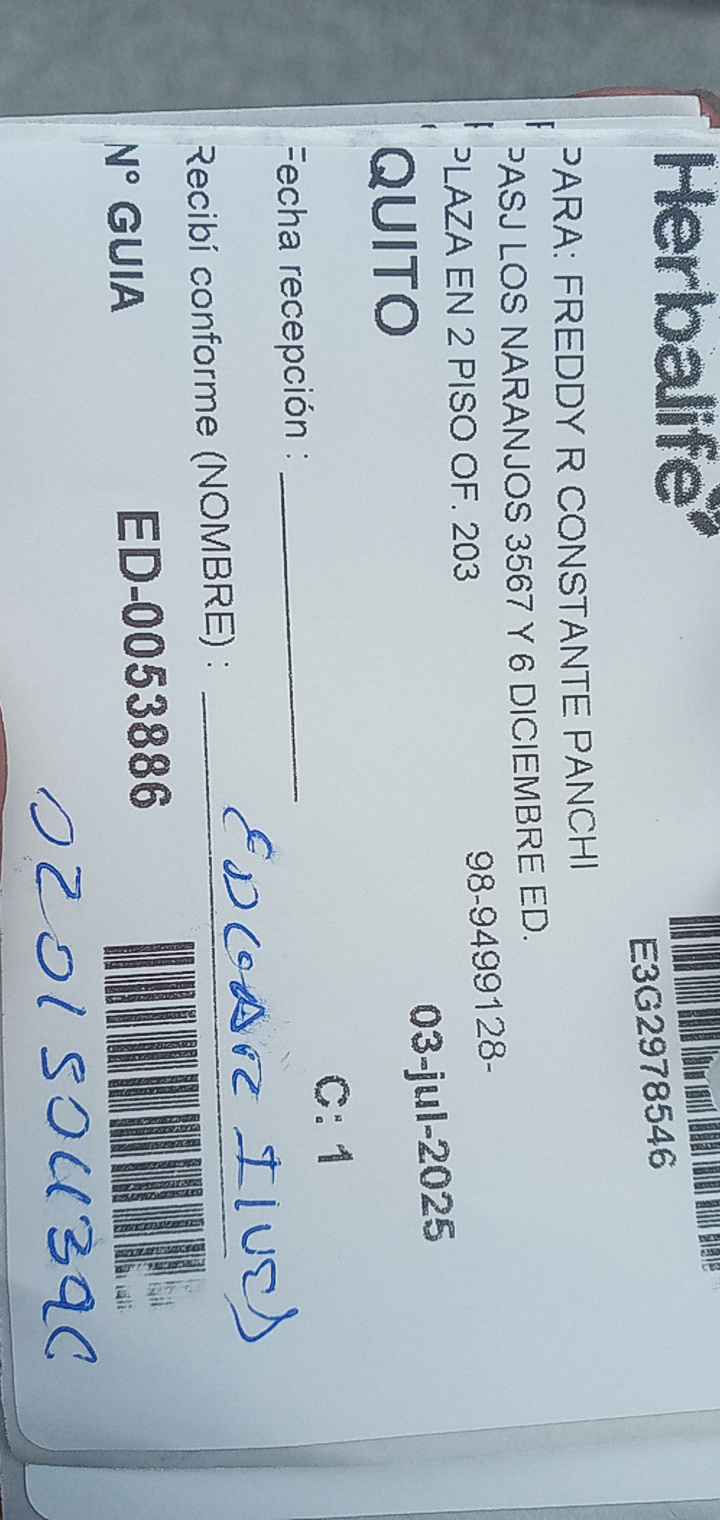 Herbalife
E3G2978546
PARA: FREDDY R CONSTANTE PANCHI
PASJ LOS NARANJOS 3567 Y 6 DICIEMBRE ED.
PLAZA EN 2 PISO OF. 203
98-9499128-
QUITO
03-jul-2025
Fecha recepción :
C: 1
Recibí conforme (NOMBRE) :
EDGAR
N° GUIA
ED-0053886